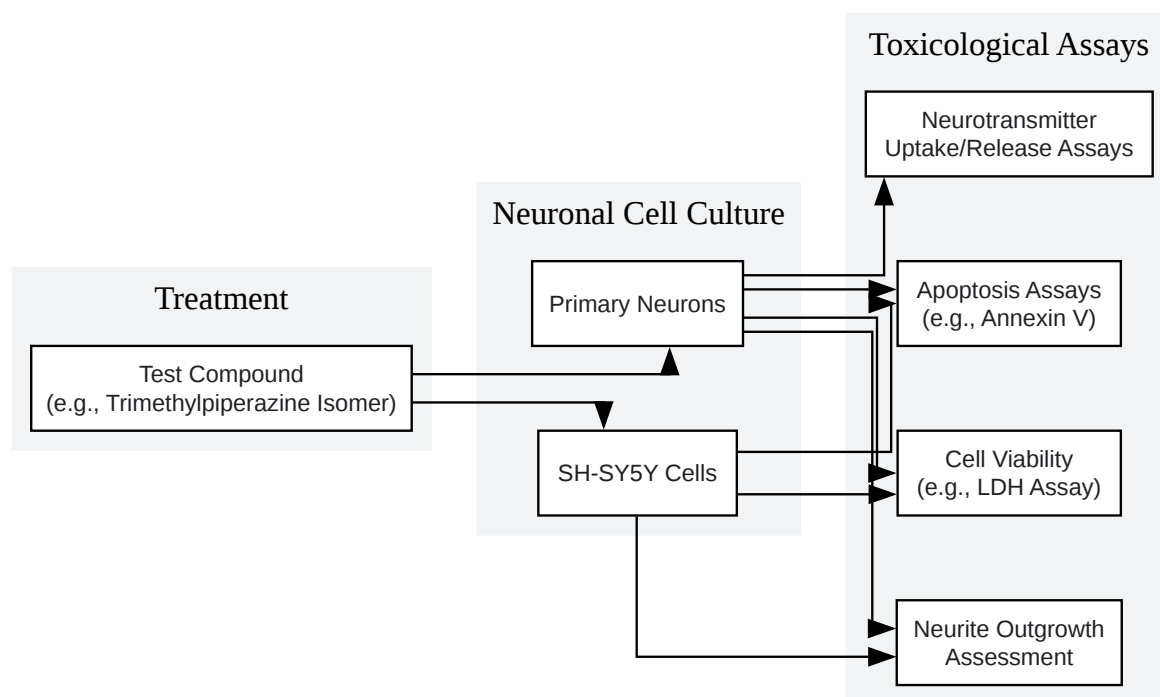 Treatment
Test Compound
(e.g., Trimethylpiperazine Isomer)
Neuronal Cell Culture
Primary Neurons
SH-SY5Y Cells
Toxicological Assays
Neurotransmitter
Uptake/Release Assays
Apoptosis Assays
(e.g., Annexin V)
Cell Viability
(e.g., LDH Assay)
Neurite Outgrowth
Assessment